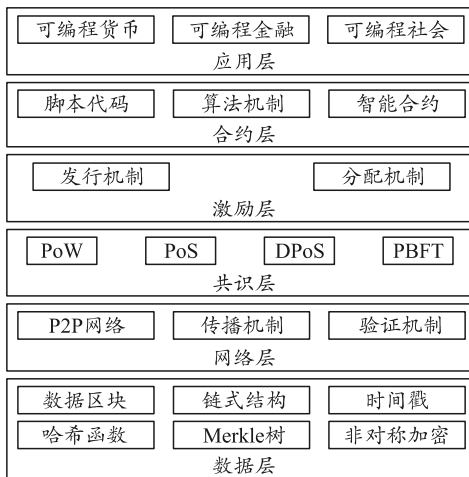 可编程货币 可编程金融 可编程社会
应用层
脚本代码 算法机制 智能合约
合约层
发行机制 分配机制
激励层
PoW PoS DPoS PBFT
共识层
P2P网络 传播机制 验证机制
网络层
数据区块 链式结构 时间戳
哈希函数 Merkle树 非对称加密
数据层